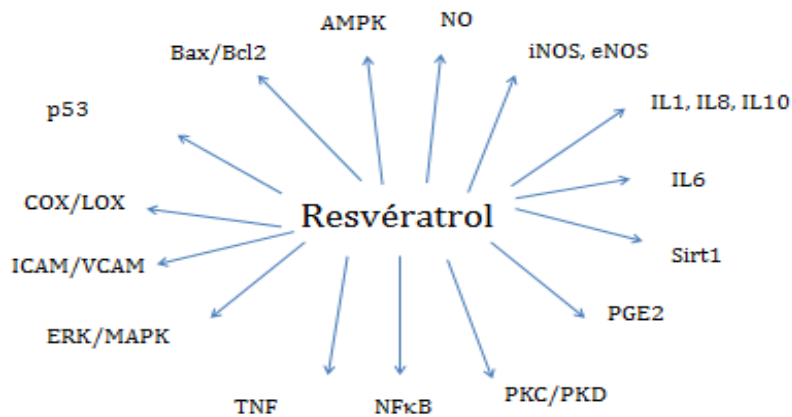 AMPK
NO
Bax/Bcl2
iNOS, eNOS
p53
IL1, IL8, IL10
IL6
COX/LOX
Resvératrol
Sirt1
ICAM/VCAM
PGE2
ERK/MAPK
PKC/PKD
TNF
NFκB